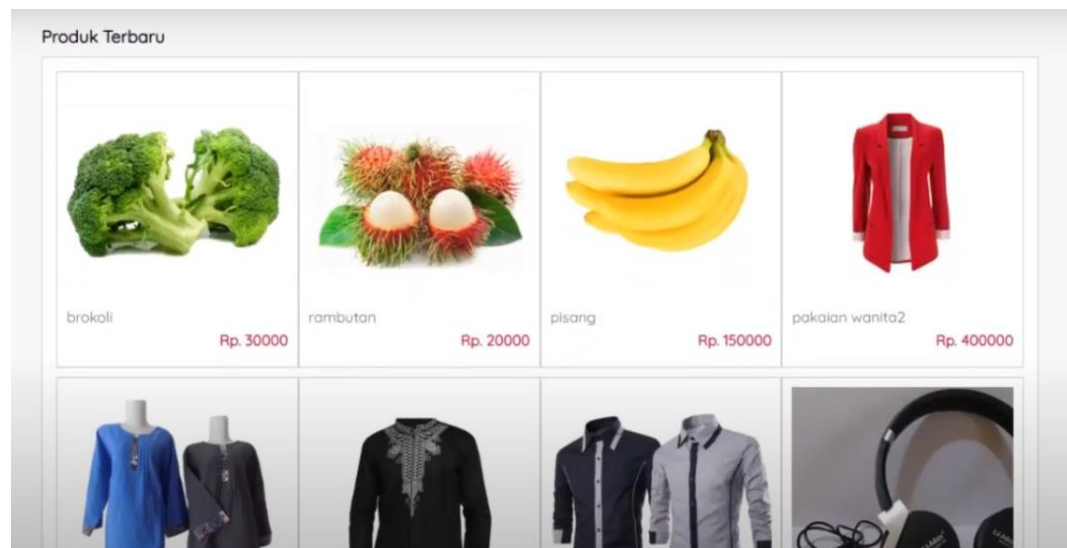 Produk Terbaru
brokoli
Rp. 30000
rambutan
Rp. 20000
pisang
Rp. 150000
pakaian wanita2
Rp. 400000